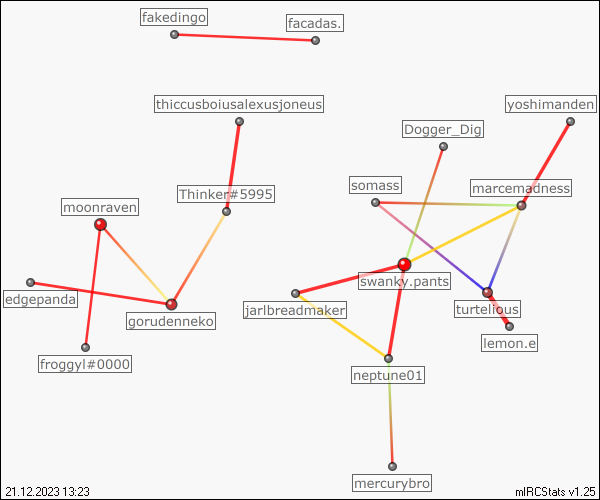 fakedingo
facadas.
thiccusboiusalexusjoneus
yoshimanden
Dogger_Dig
somass
marcemadness
Thinker#5995
moonraven
swanky.pants
edgepanda
gorudenneko
jarlbreadmaker
turtelious
lemon.e
froggyl#0000
neptune01
mercurybro
21.12.2023 13:23
mIRCStats v1.25